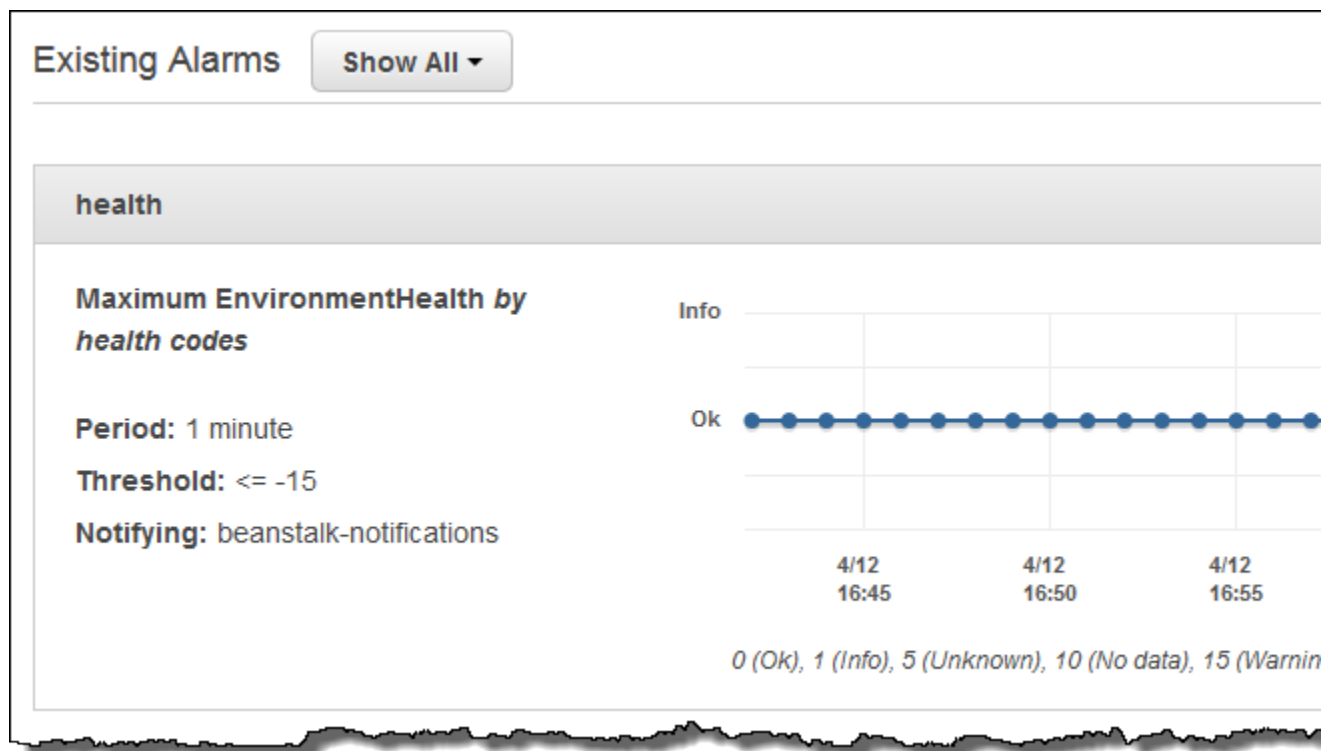 Existing Alarms
Show All
health
Maximum EnvironmentHealth by
health codes
Period: 1 minute
Threshold: <= -15
Notifying: beanstalk-notifications
Info
Ok
4/12
16:45
4/12
16:50
4/12
16:55
0 (Ok), 1 (Info), 5 (Unknown), 10 (No data), 15 (Warnin